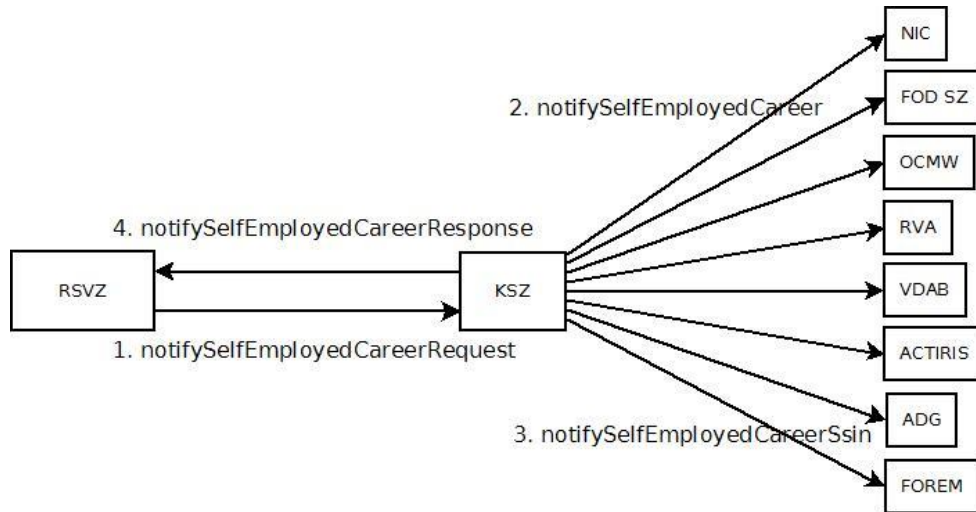 NIC
2. notifySelfEmployedCareer
FOD SZ
OCMW
4. notifySelfEmployedCareerResponse
RVA
RSVZ
KSZ
VDAB
1. notifySelfEmployedCareerRequest
ACTIRIS
3. notifySelfEmployedCareerSsin
ADG
FOREM